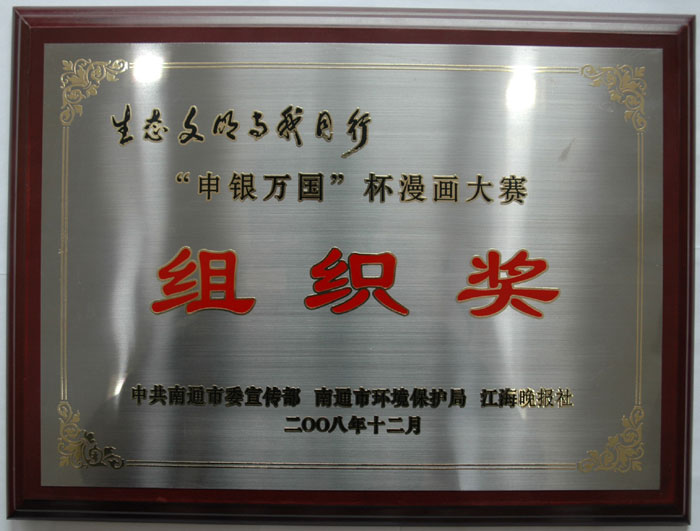 生态文明与我同行
“申银万国”杯漫画大赛
组织奖
中共南通市委宣传部 南通市环境保护局 江海晚报社
二〇〇八年十二月